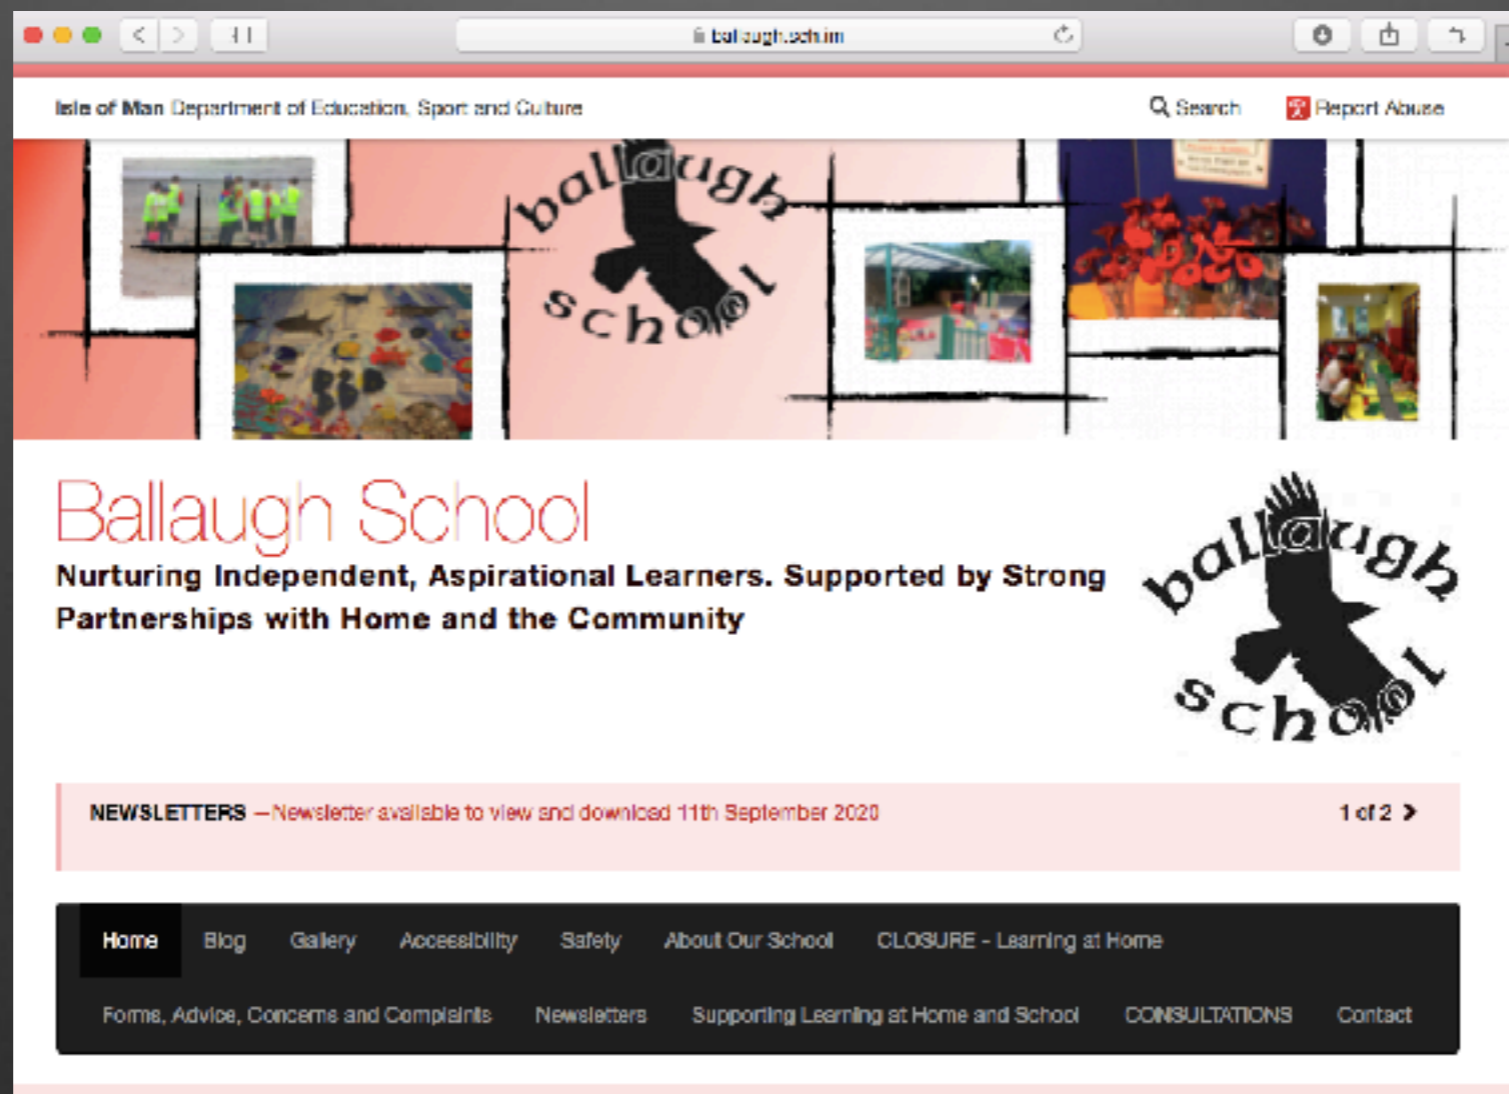 ballaugh.sch.im
Isle of Man Department of Education, Sport and Culture
Search
Report Abuse
ballaugh
school
Ballaugh School
Nurturing Independent, Aspirational Learners. Supported by Strong
Partnerships with Home and the Community
ballaugh
school
NEWSLETTERS – Newsletter available to view and download 11th September 2020
1 of 2
Home
Blog
Gallery
Accessibility
Safety
About Our School
CLOSURE - Learning at Home
Forms, Advice, Concerns and Complaints
Newsletters
Supporting Learning at Home and School
CONSULTATIONS
Contact